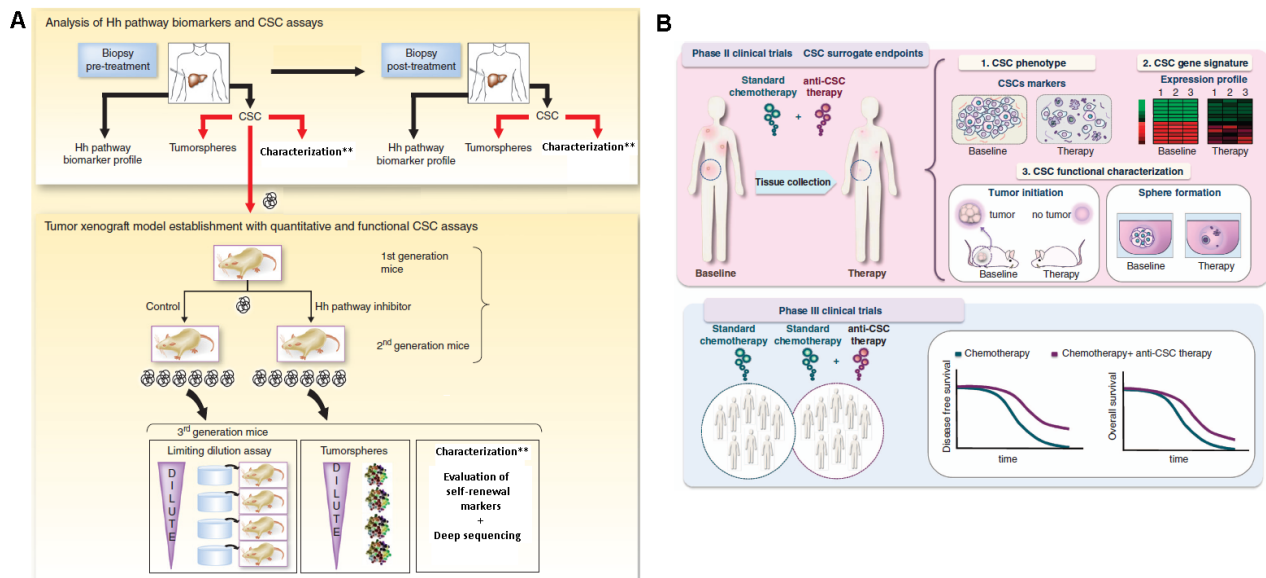 A
Analysis of Hh pathway biomarkers and CSC assays
Biopsy
pre-treatment
Biopsy
post-treatment
CSC
CSC
Hh pathway
biomarker profile
Tumorspheres
Characterization**
Hh pathway
biomarker profile
Tumorspheres
Characterization**
Tumor xenograft model establishment with quantitative and functional CSC assays
1st generation
mice
Control
Hh pathway inhibitor
2nd generation mice
3rd generation mice
Limiting dilution assay
DILUTE
Tumorspheres
DILUTE
Characterization**
Evaluation of
self-renewal
markers
+
Deep sequencing
B
Phase II clinical trials CSC surrogate endpoints
Standard
chemotherapy
+
anti-CSC
therapy
Tissue collection
Baseline
Therapy
1. CSC phenotype
CSCs markers
Baseline
Therapy
2. CSC gene signature
Expression profile
1 2 3
1 2 3
Baseline
Therapy
3. CSC functional characterization
Tumor initiation
tumor
no tumor
Baseline
Therapy
Sphere formation
Baseline
Therapy
Phase III clinical trials
Standard
chemotherapy
Standard
chemotherapy
+
anti-CSC
therapy
Chemotherapy
Chemotherapy+ anti-CSC therapy
Disease free survival
time
Overall survival
time